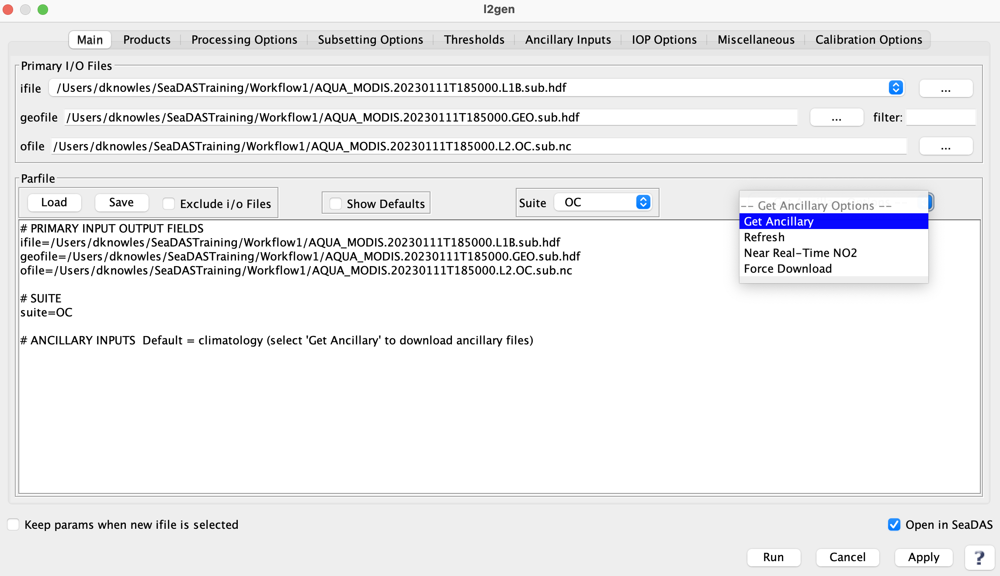 l2gen
Main Products Processing Options Subsetting Options Thresholds Ancillary Inputs IOP Options Miscellaneous Calibration Options
Primary I/O Files
ifile /Users/dknowles/SeaDASTraining/Workflow1/AQUA_MODIS.20230111T185000.L1B.sub.hdf ...
geofile /Users/dknowles/SeaDASTraining/Workflow1/AQUA_MODIS.20230111T185000.GEO.sub.hdf ... filter:
ofile /Users/dknowles/SeaDASTraining/Workflow1/AQUA_MODIS.20230111T185000.L2.OC.sub.nc ...
Parfile
Load Save Exclude i/o Files Show Defaults Suite OC
-- Get Ancillary Options --
Get Ancillary
Refresh
Near Real-Time NO2
Force Download
# PRIMARY INPUT OUTPUT FIELDS
ifile=/Users/dknowles/SeaDASTraining/Workflow1/AQUA_MODIS.20230111T185000.L1B.sub.hdf
geofile=/Users/dknowles/SeaDASTraining/Workflow1/AQUA_MODIS.20230111T185000.GEO.sub.hdf
ofile=/Users/dknowles/SeaDASTraining/Workflow1/AQUA_MODIS.20230111T185000.L2.OC.sub.nc
# SUITE
suite=OC
# ANCILLARY INPUTS  Default = climatology (select 'Get Ancillary' to download ancillary files)
Keep params when new ifile is selected Open in SeaDAS
Run Cancel Apply ?